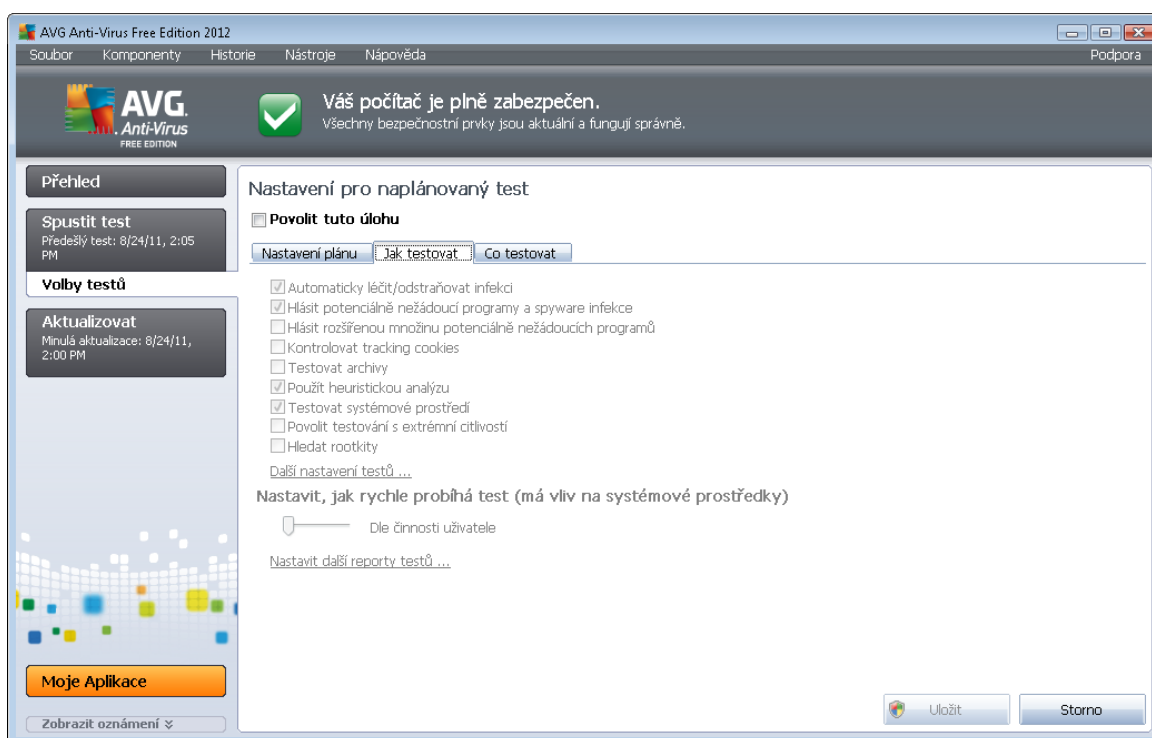 AVG Anti-Virus Free Edition 2012
Soubor Komponenty Historie Nástroje Nápověda Podpora
AVG.
Anti-Virus
FREE EDITION
Váš počítač je plně zabezpečen.
Všechny bezpečnostní prvky jsou aktuální a fungují správně.
Přehled
Spustit test
Předešlý test: 8/24/11, 2:05
PM
Volby testů
Aktualizovat
Minulá aktualizace: 8/24/11,
2:00 PM
Moje Aplikace
Zobrazit oznámení
Nastavení pro naplánovaný test
Povolit tuto úlohu
Nastavení plánu Jak testovat Co testovat
Automaticky léčit/odstraňovat infekci
Hlásit potenciálně nežádoucí programy a spyware infekce
Hlásit rozšířenou množinu potenciálně nežádoucích programů
Kontrolovat tracking cookies
Testovat archivy
Použít heuristickou analýzu
Testovat systémové prostředí
Povolit testování s extrémní citlivostí
Hledat rootkity
Další nastavení testů ...
Nastavit, jak rychle probíhá test (má vliv na systémové prostředky)
Dle činnosti uživatele
Nastavit další reporty testů ...
Uložit Storno